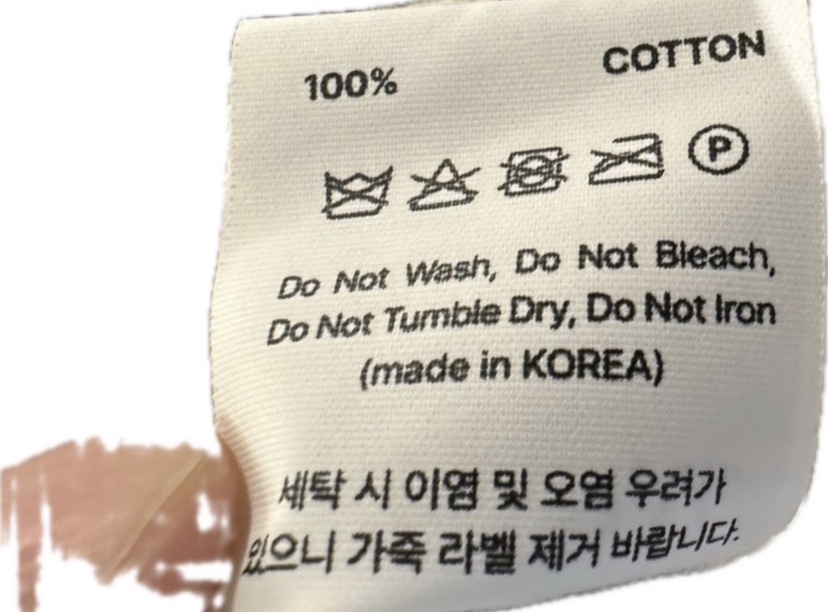 100% COTTON
P
Do Not Wash, Do Not Bleach,
Do Not Tumble Dry, Do Not Iron
(made in KOREA)
세탁 시 이염 및 오염 우려가
있으니 가죽 라벨 제거 바랍니다.